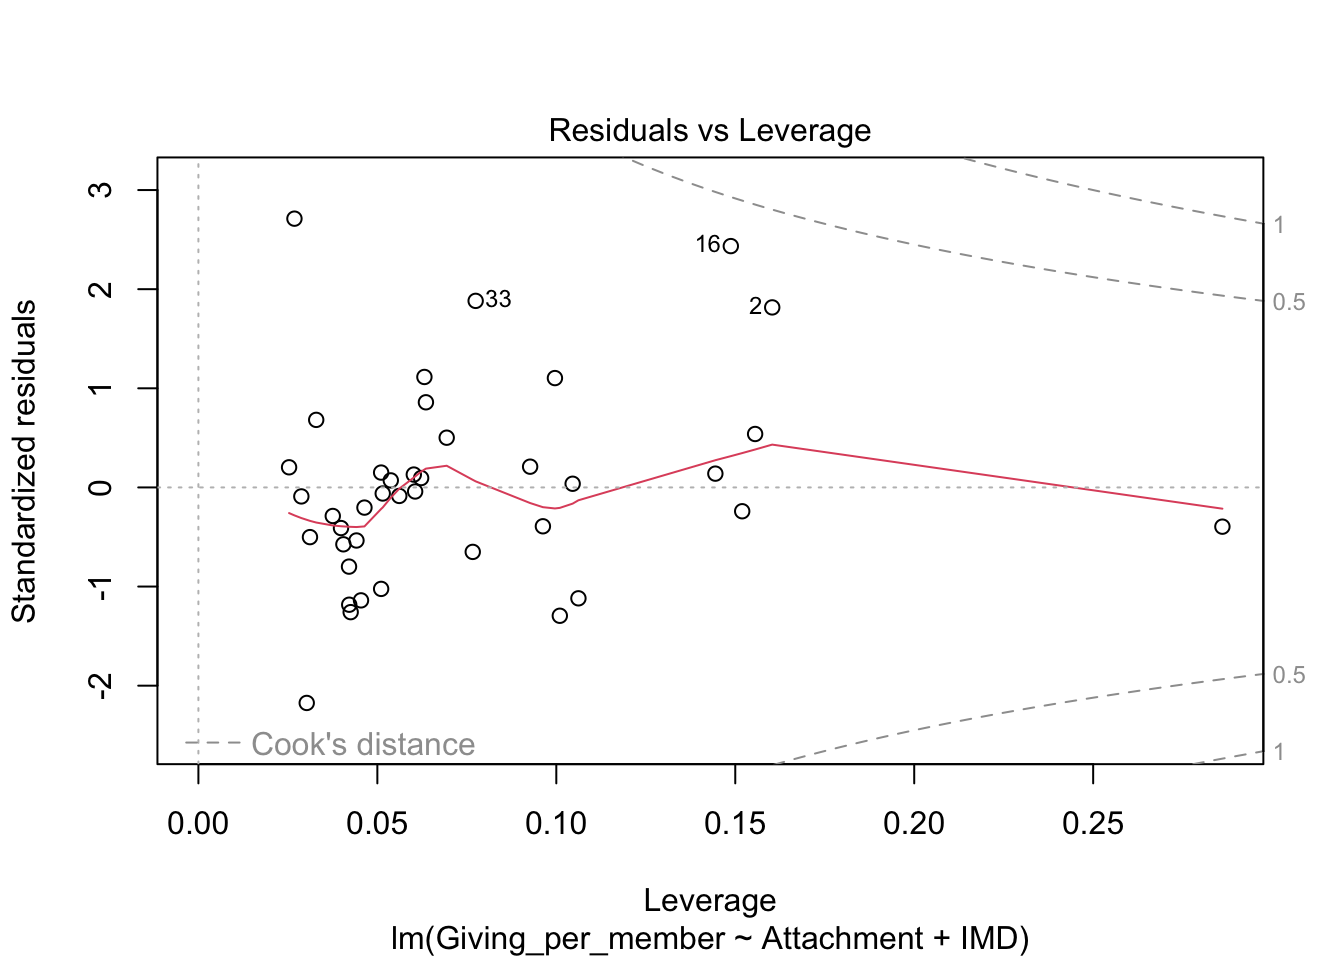 Residuals vs Leverage
Standardized residuals
3
2
1
0
-1
-2
16
33
2
1
0.5
0.5
1
Cook's distance
0.00 0.05 0.10 0.15 0.20 0.25
Leverage
lm(Giving_per_member ~ Attachment + IMD)